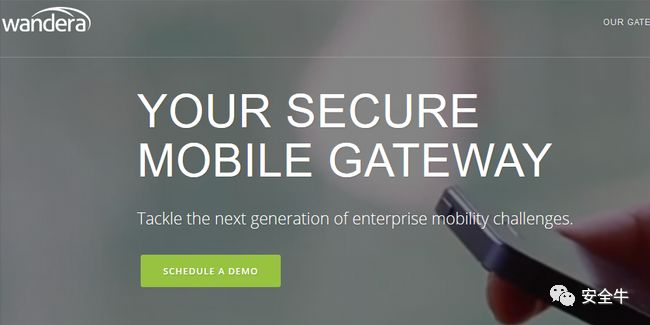 wandera
OUR GATE
YOUR SECURE
MOBILE GATEWAY
Tackle the next generation of enterprise mobility challenges.
SCHEDULE A DEMO
安全牛